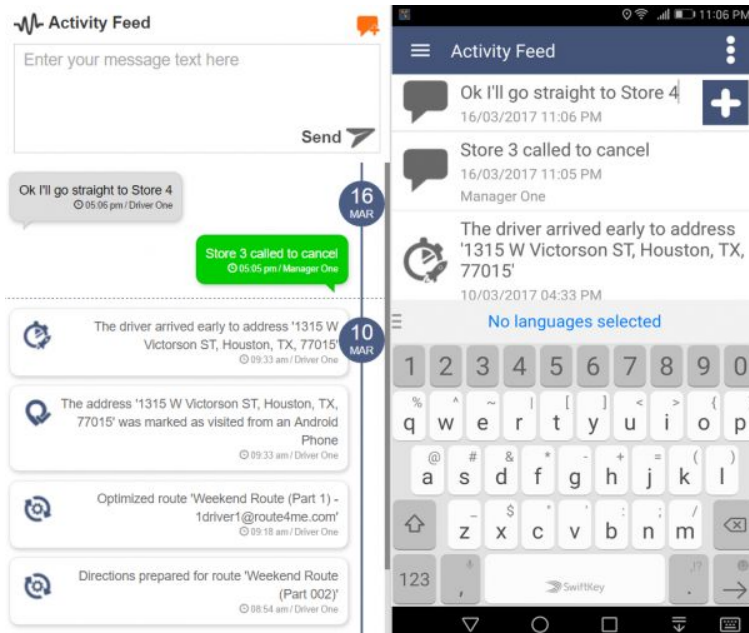 Activity Feed
Enter your message text here
Send
Ok I'll go straight to Store 4
05:06 pm / Driver One
16
MAR
Store 3 called to cancel
05:05 pm / Manager One
The driver arrived early to address '1315 W
Victorson ST, Houston, TX, 77015'
09:33 am / Driver One
10
MAR
The address '1315 W Victorson ST, Houston, TX,
77015' was marked as visited from an Android
Phone
09:33 am / Driver One
Optimized route 'Weekend Route (Part 1) -
1driver1@route4me.com'
09:18 am / Driver One
Directions prepared for route 'Weekend Route
(Part 002)'
08:54 am / Driver One
11:06 PM
Activity Feed
Ok I'll go straight to Store 4
16/03/2017 11:06 PM
Store 3 called to cancel
16/03/2017 11:05 PM
Manager One
The driver arrived early to address
'1315 W Victorson ST, Houston, TX,
77015'
10/03/2017 04:33 PM
No languages selected
1 2 3 4 5 6 7 8 9 0
% ^ ~ | [ ] < > { }
q w e r t y u i o p
@ # & * - + = ( )
a s d f g h j k l
_ $ " ' : ; /
z x c v b n m
123 , SwiftKey . ,!?